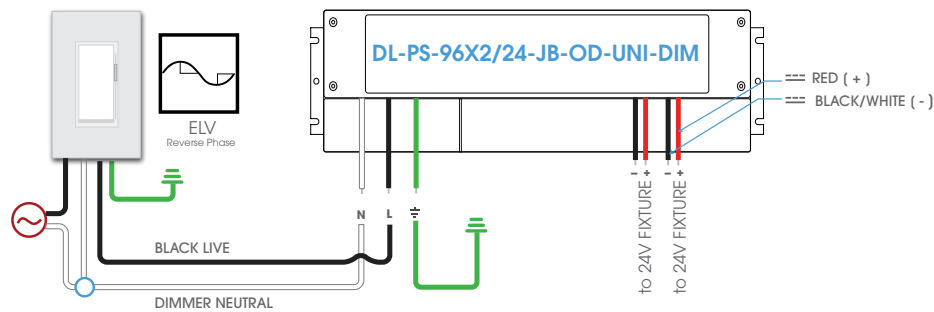 DL-PS-96X2/24-JB-OD-UNI-DIM
RED ( + )
BLACK/WHITE ( - )
ELV
Reverse Phase
- + - +
to 24V FIXTURE
to 24V FIXTURE
N L
BLACK LIVE
DIMMER NEUTRAL